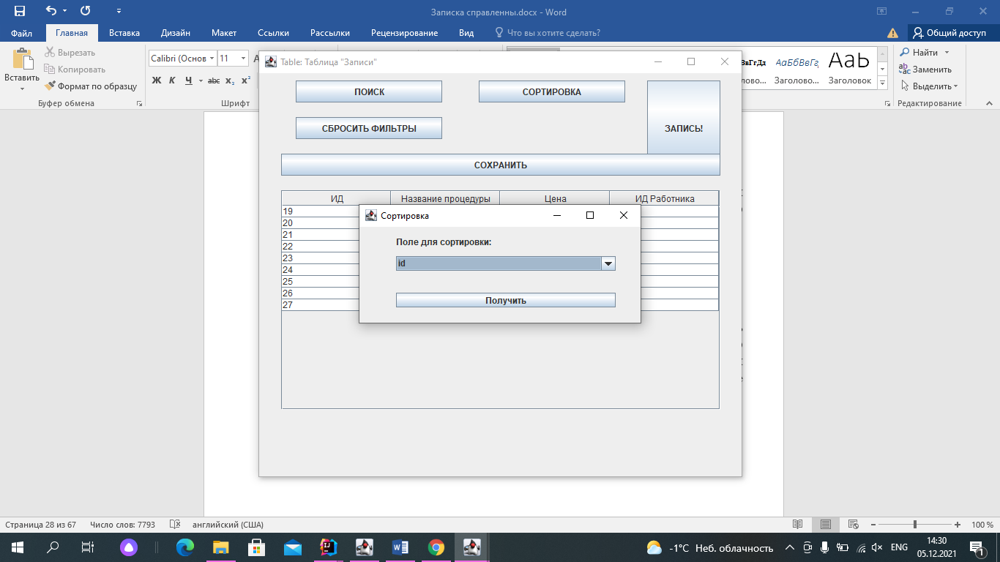 Записка справленны.docx - Word
Файл Главная Вставка Дизайн Макет Ссылки Рассылки Рецензирование Вид Что вы хотите сделать? Общий доступ
Вставить
Вырезать
Копировать
Формат по образцу
Буфер обмена
Calibri (Основ 11
Ж К Ч abc x₂ x²
Шрифт
АаБбВвГг
лово... Заголово... Заголовок
Найти
Заменить
Выделить
Редактирование
Table: Таблица "Записи"
ПОИСК СОРТИРОВКА
ЗАПИСЬ!
СБРОСИТЬ ФИЛЬТРЫ
СОХРАНИТЬ
ИД Название процедуры Цена ИД Работника
19
20
21
22
23
24
25
26
27
Сортировка
Поле для сортировки:
id
Получить
Страница 28 из 67 Число слов: 7793 английский (США) 100 %
-1°C Неб. облачность ENG 14:30
05.12.2021
1